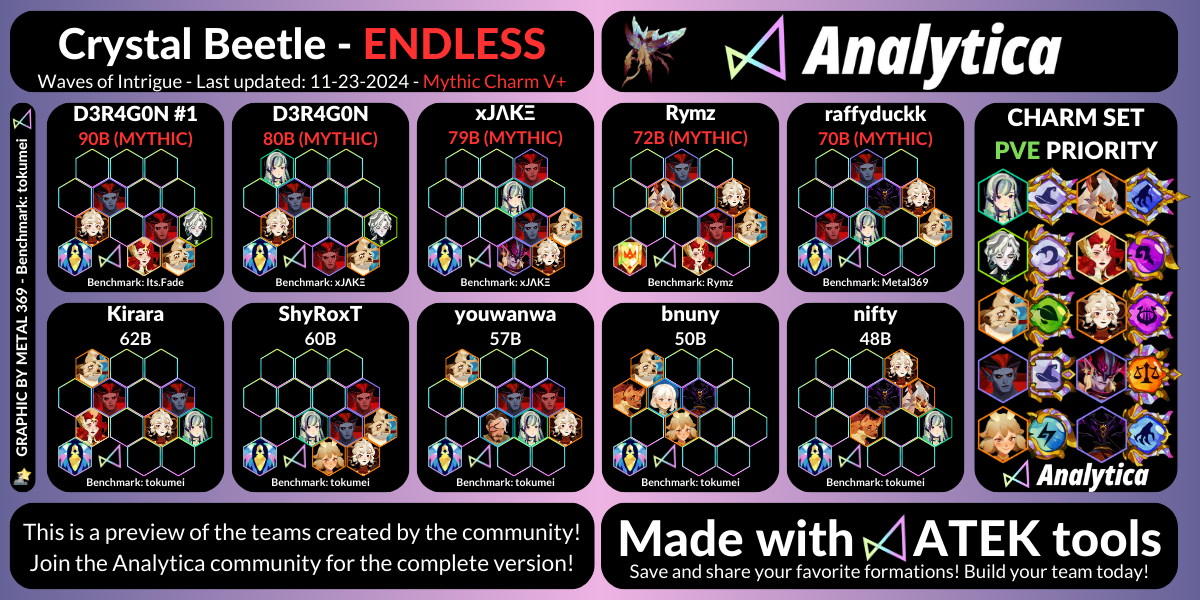 Crystal Beetle - ENDLESS
Waves of Intrigue - Last updated: 11-23-2024 - Mythic Charm V+
Analytica
GRAPHIC BY METAL 369 - Benchmark: tokumei
D3R4G0N #1
90B (MYTHIC)
Benchmark: Its.Fade
D3R4G0N
80B (MYTHIC)
Benchmark: xJΛKΞ
xJΛKΞ
79B (MYTHIC)
Benchmark: xJΛKΞ
Rymz
72B (MYTHIC)
Benchmark: Rymz
raffyduckk
70B (MYTHIC)
Benchmark: Metal369
CHARM SET
PVE PRIORITY
Analytica
Kirara
62B
Benchmark: tokumei
ShyRoxT
60B
Benchmark: tokumei
youwanwa
57B
Benchmark: tokumei
bnuny
50B
Benchmark: tokumei
nifty
48B
Benchmark: tokumei
This is a preview of the teams created by the community!
Join the Analytica community for the complete version!
Made with ATEK tools
Save and share your favorite formations! Build your team today!